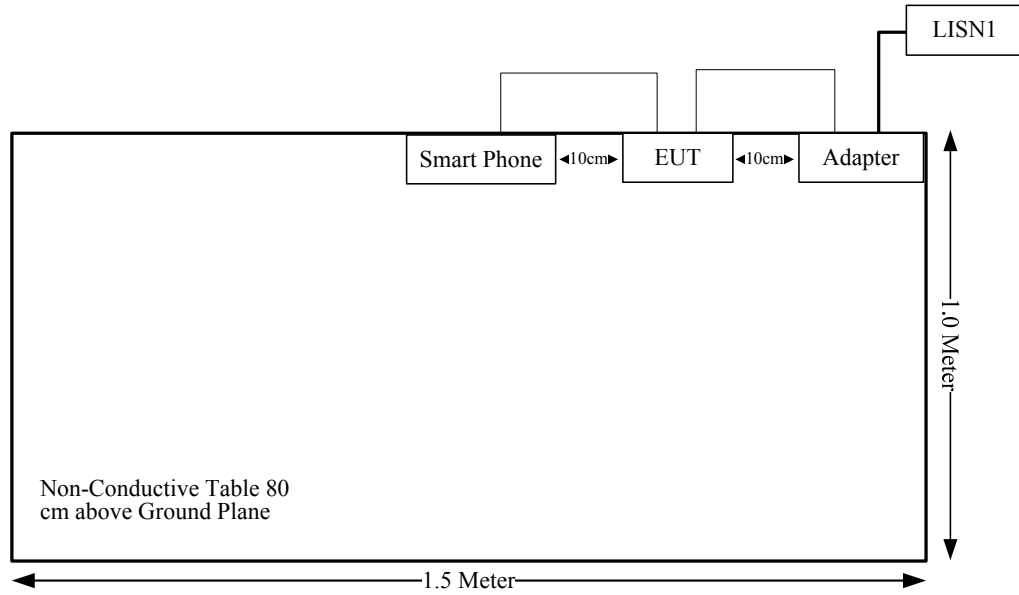 LISN1
Smart Phone
10cm
EUT
10cm
Adapter
1.0 Meter
Non-Conductive Table 80
cm above Ground Plane
1.5 Meter